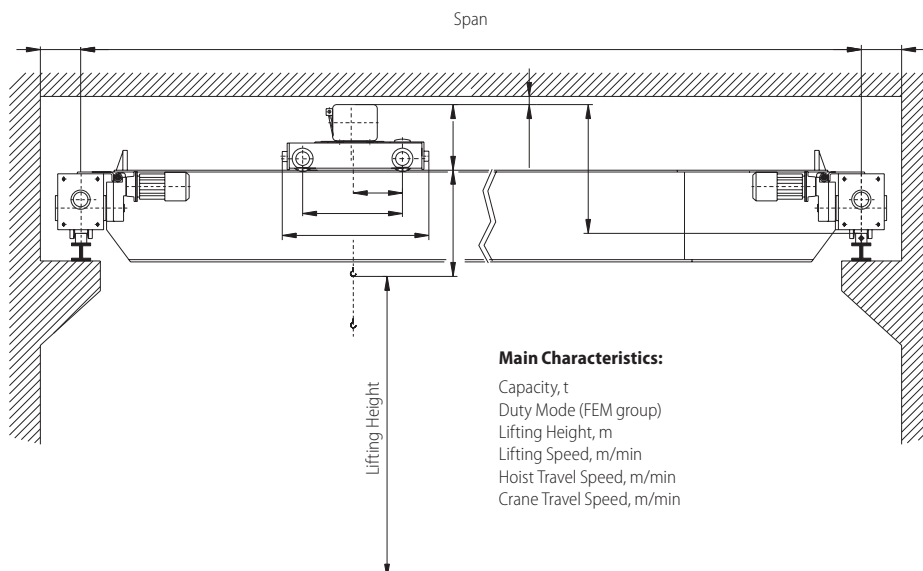 Span
Lifting Height
Main Characteristics:
Capacity, t
Duty Mode (FEM group)
Lifting Height, m
Lifting Speed, m/min
Hoist Travel Speed, m/min
Crane Travel Speed, m/min